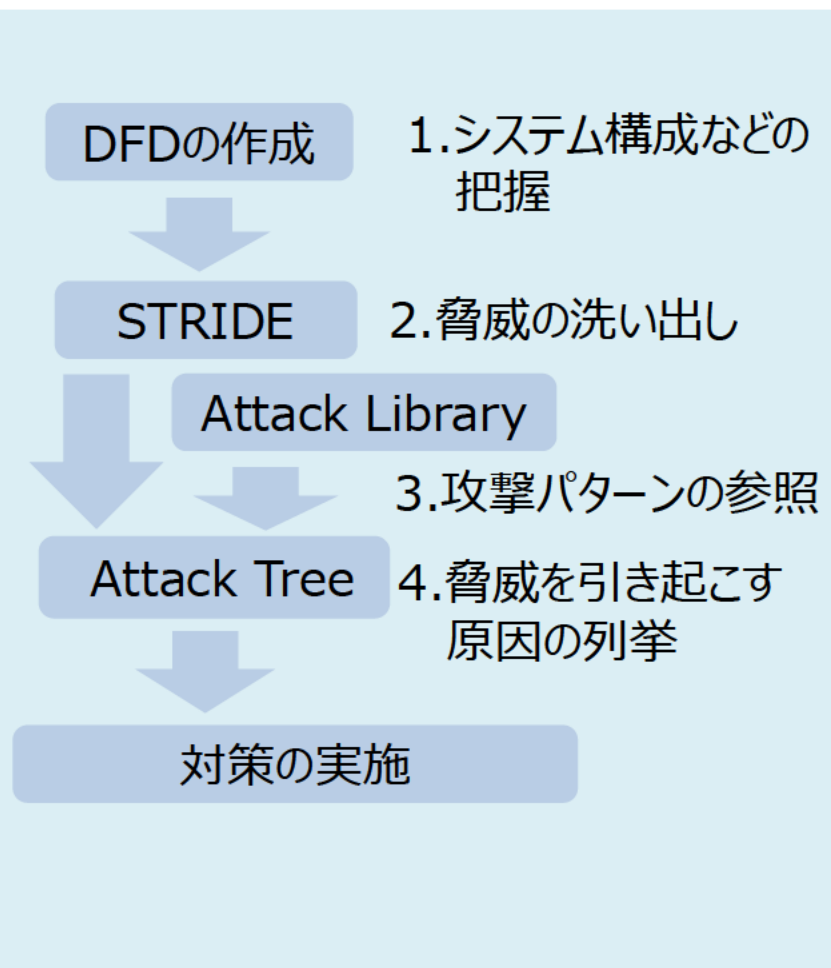 DFDの作成
1.システム構成などの
把握
STRIDE
2.脅威の洗い出し
Attack Library
3.攻撃パターンの参照
Attack Tree
4.脅威を引き起こす
原因の列挙
対策の実施